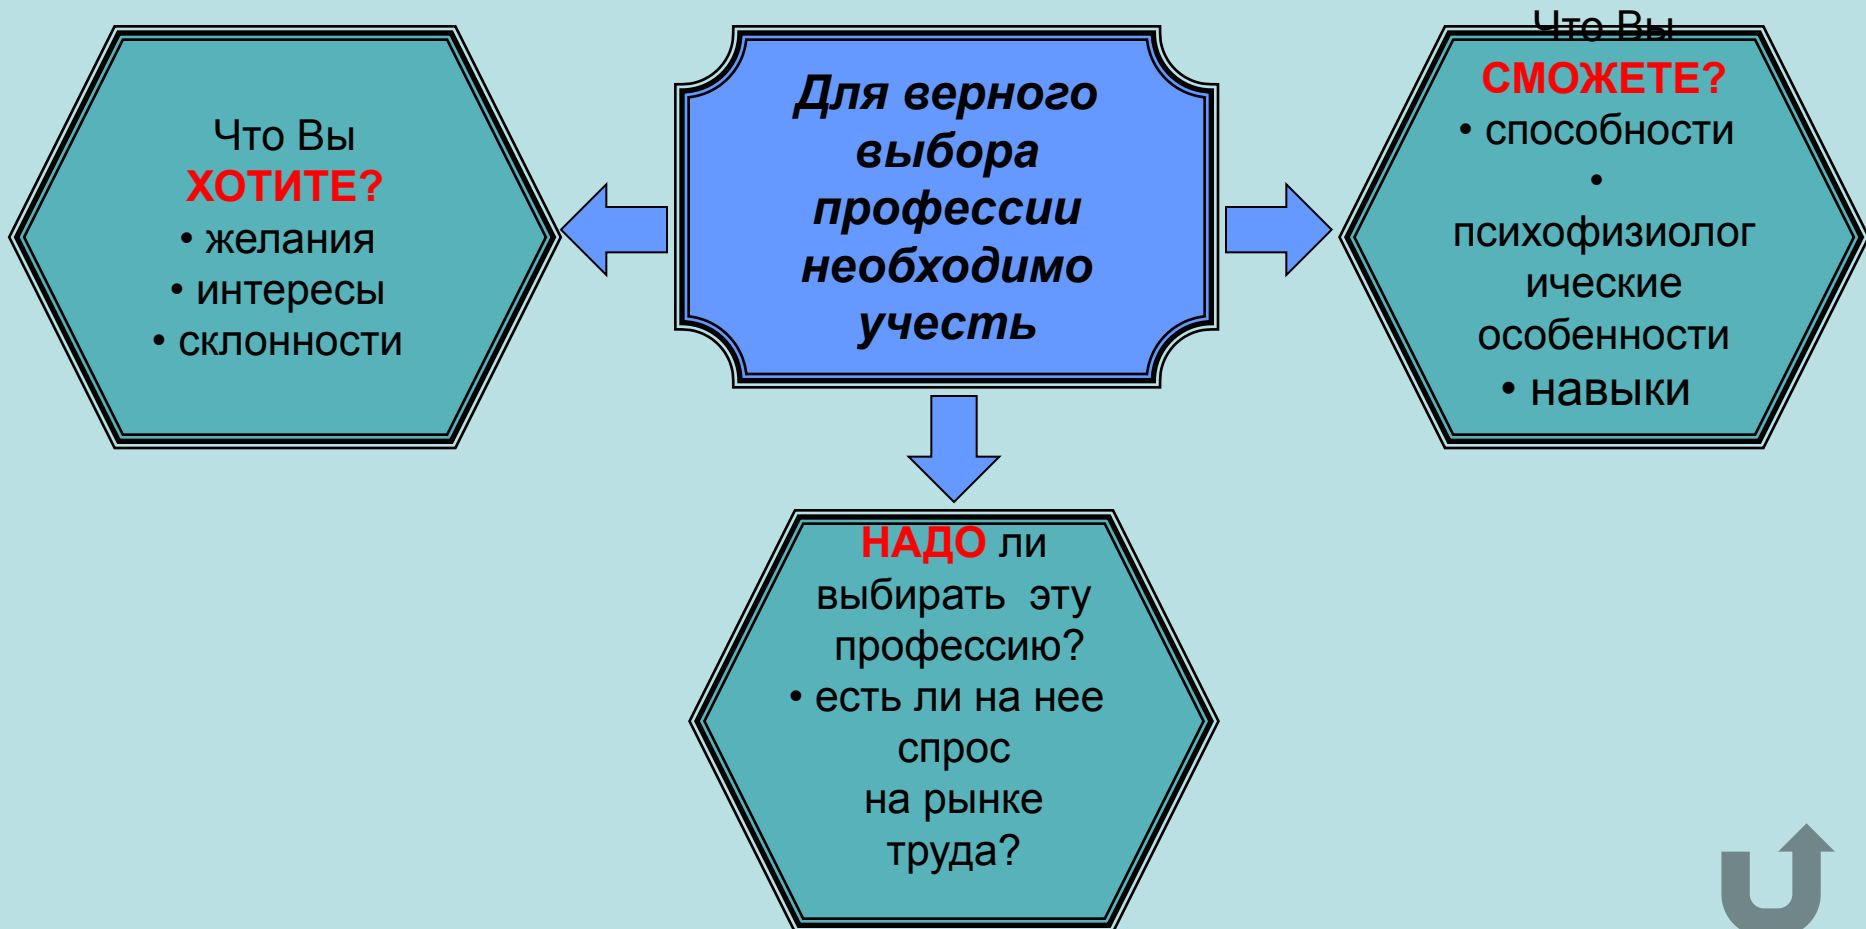 Что Вы
ХОТИТЕ?
• желания
• интересы
• склонности
Для верного
выбора
профессии
необходимо
учесть
Что Вы
СМОЖЕТЕ?
• способности
•
психофизиолог
ические
особенности
• навыки
НАДО ли
выбирать эту
профессию?
• есть ли на нее
спрос
на рынке
труда?